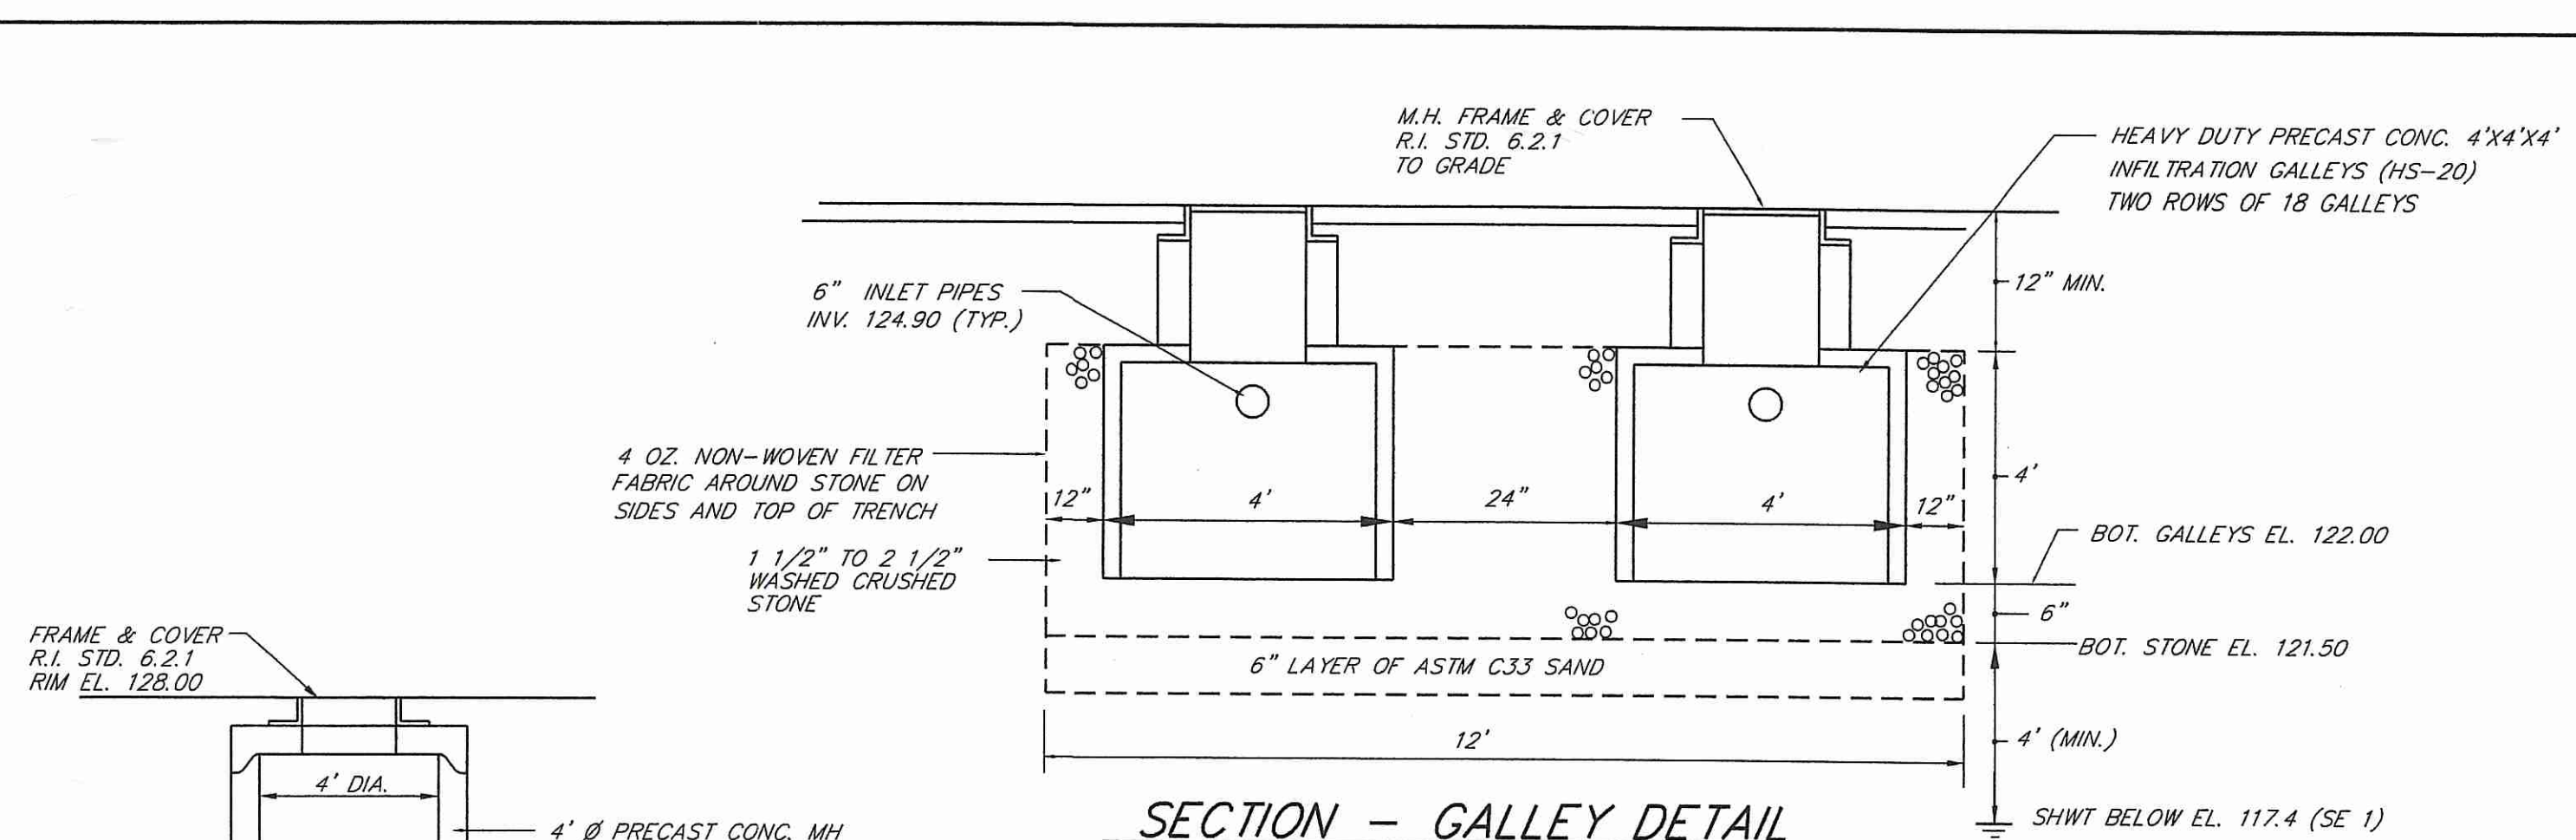 M.H. FRAME & COVER
R.I. STD. 6.2.1
TO GRADE
HEAVY DUTY PRECAST CONC. 4'X4'X4'
INFILTRATION GALLEYS (HS-20)
TWO ROWS OF 18 GALLEYS
6" INLET PIPES
INV. 124.90 (TYP.)
12" MIN.
4 OZ. NON-WOVEN FILTER
FABRIC AROUND STONE ON
SIDES AND TOP OF TRENCH
12"
4'
24"
4'
12"
4'
BOT. GALLEYS EL. 122.00
1 1/2" TO 2 1/2"
WASHED CRUSHED
STONE
6"
BOT. STONE EL. 121.50
6" LAYER OF ASTM C33 SAND
12'
4' (MIN.)
SHWT BELOW EL. 117.4 (SE 1)
SECTION - GALLEY DETAIL
FRAME & COVER
R.I. STD. 6.2.1
RIM EL. 128.00
4' DIA.
4' Ø PRECAST CONC. MH